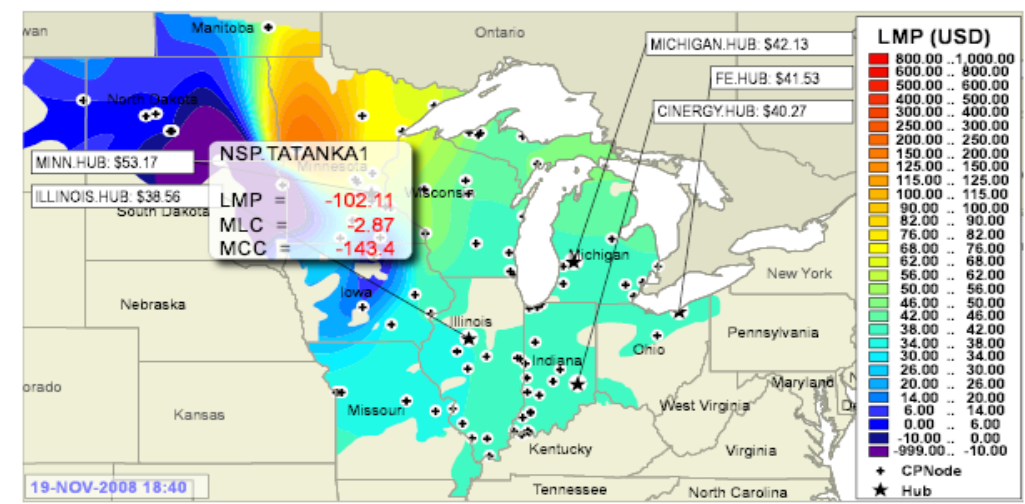 wan
Manitoba
Ontario
MICHIGAN.HUB: $42.13
FE.HUB: $41.53
CINERGY.HUB: $40.27
North Dakota
MINN.HUB: $53.17
NSP.TATANKA1
Minnesota
ILLINOIS.HUB: $38.56
LMP = -102.11
MLC = -2.87
MCC = -143.4
South Dakota
Wisconsin
Michigan
New York
Nebraska
Iowa
Illinois
Pennsylvania
Indiana
Ohio
orado
Maryland
De
Kansas
Missouri
West Virginia
Kentucky
Virginia
Tennessee
North Carolina
19-NOV-2008 18:40
LMP (USD)
800.00 ..1,000.00
600.00 .. 800.00
500.00 .. 600.00
400.00 .. 500.00
300.00 .. 400.00
250.00 .. 300.00
200.00 .. 250.00
150.00 .. 200.00
125.00 .. 150.00
115.00 .. 125.00
100.00 .. 115.00
90.00 .. 100.00
82.00 .. 90.00
76.00 .. 82.00
68.00 .. 76.00
62.00 .. 68.00
56.00 .. 62.00
50.00 .. 56.00
46.00 .. 50.00
42.00 .. 46.00
38.00 .. 42.00
34.00 .. 38.00
30.00 .. 34.00
26.00 .. 30.00
20.00 .. 26.00
14.00 .. 20.00
6.00 .. 14.00
0.00 .. 6.00
-10.00 .. 0.00
-999.00.. -10.00
CPNode
Hub